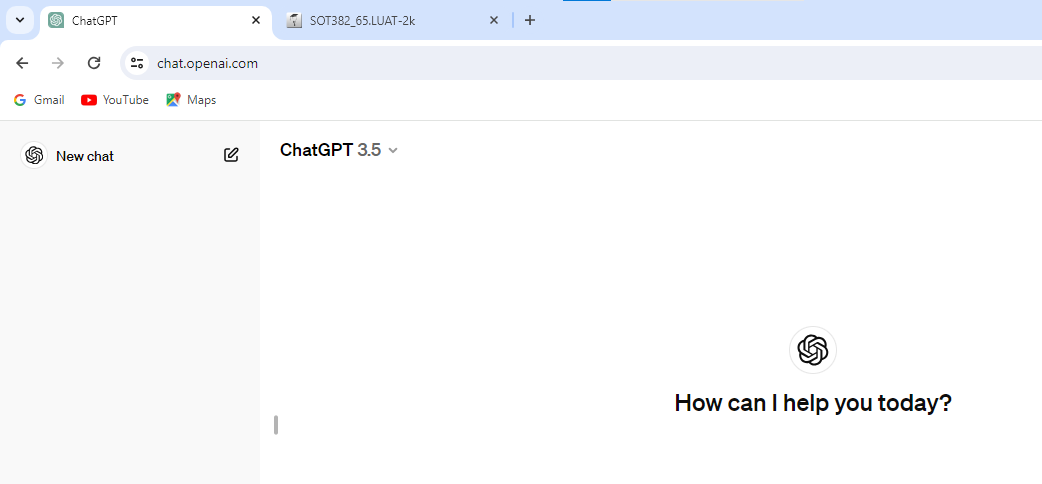 ChatGPT
SOT382_65.LUAT-2k
chat.openai.com
Gmail
YouTube
Maps
New chat
ChatGPT 3.5
How can I help you today?